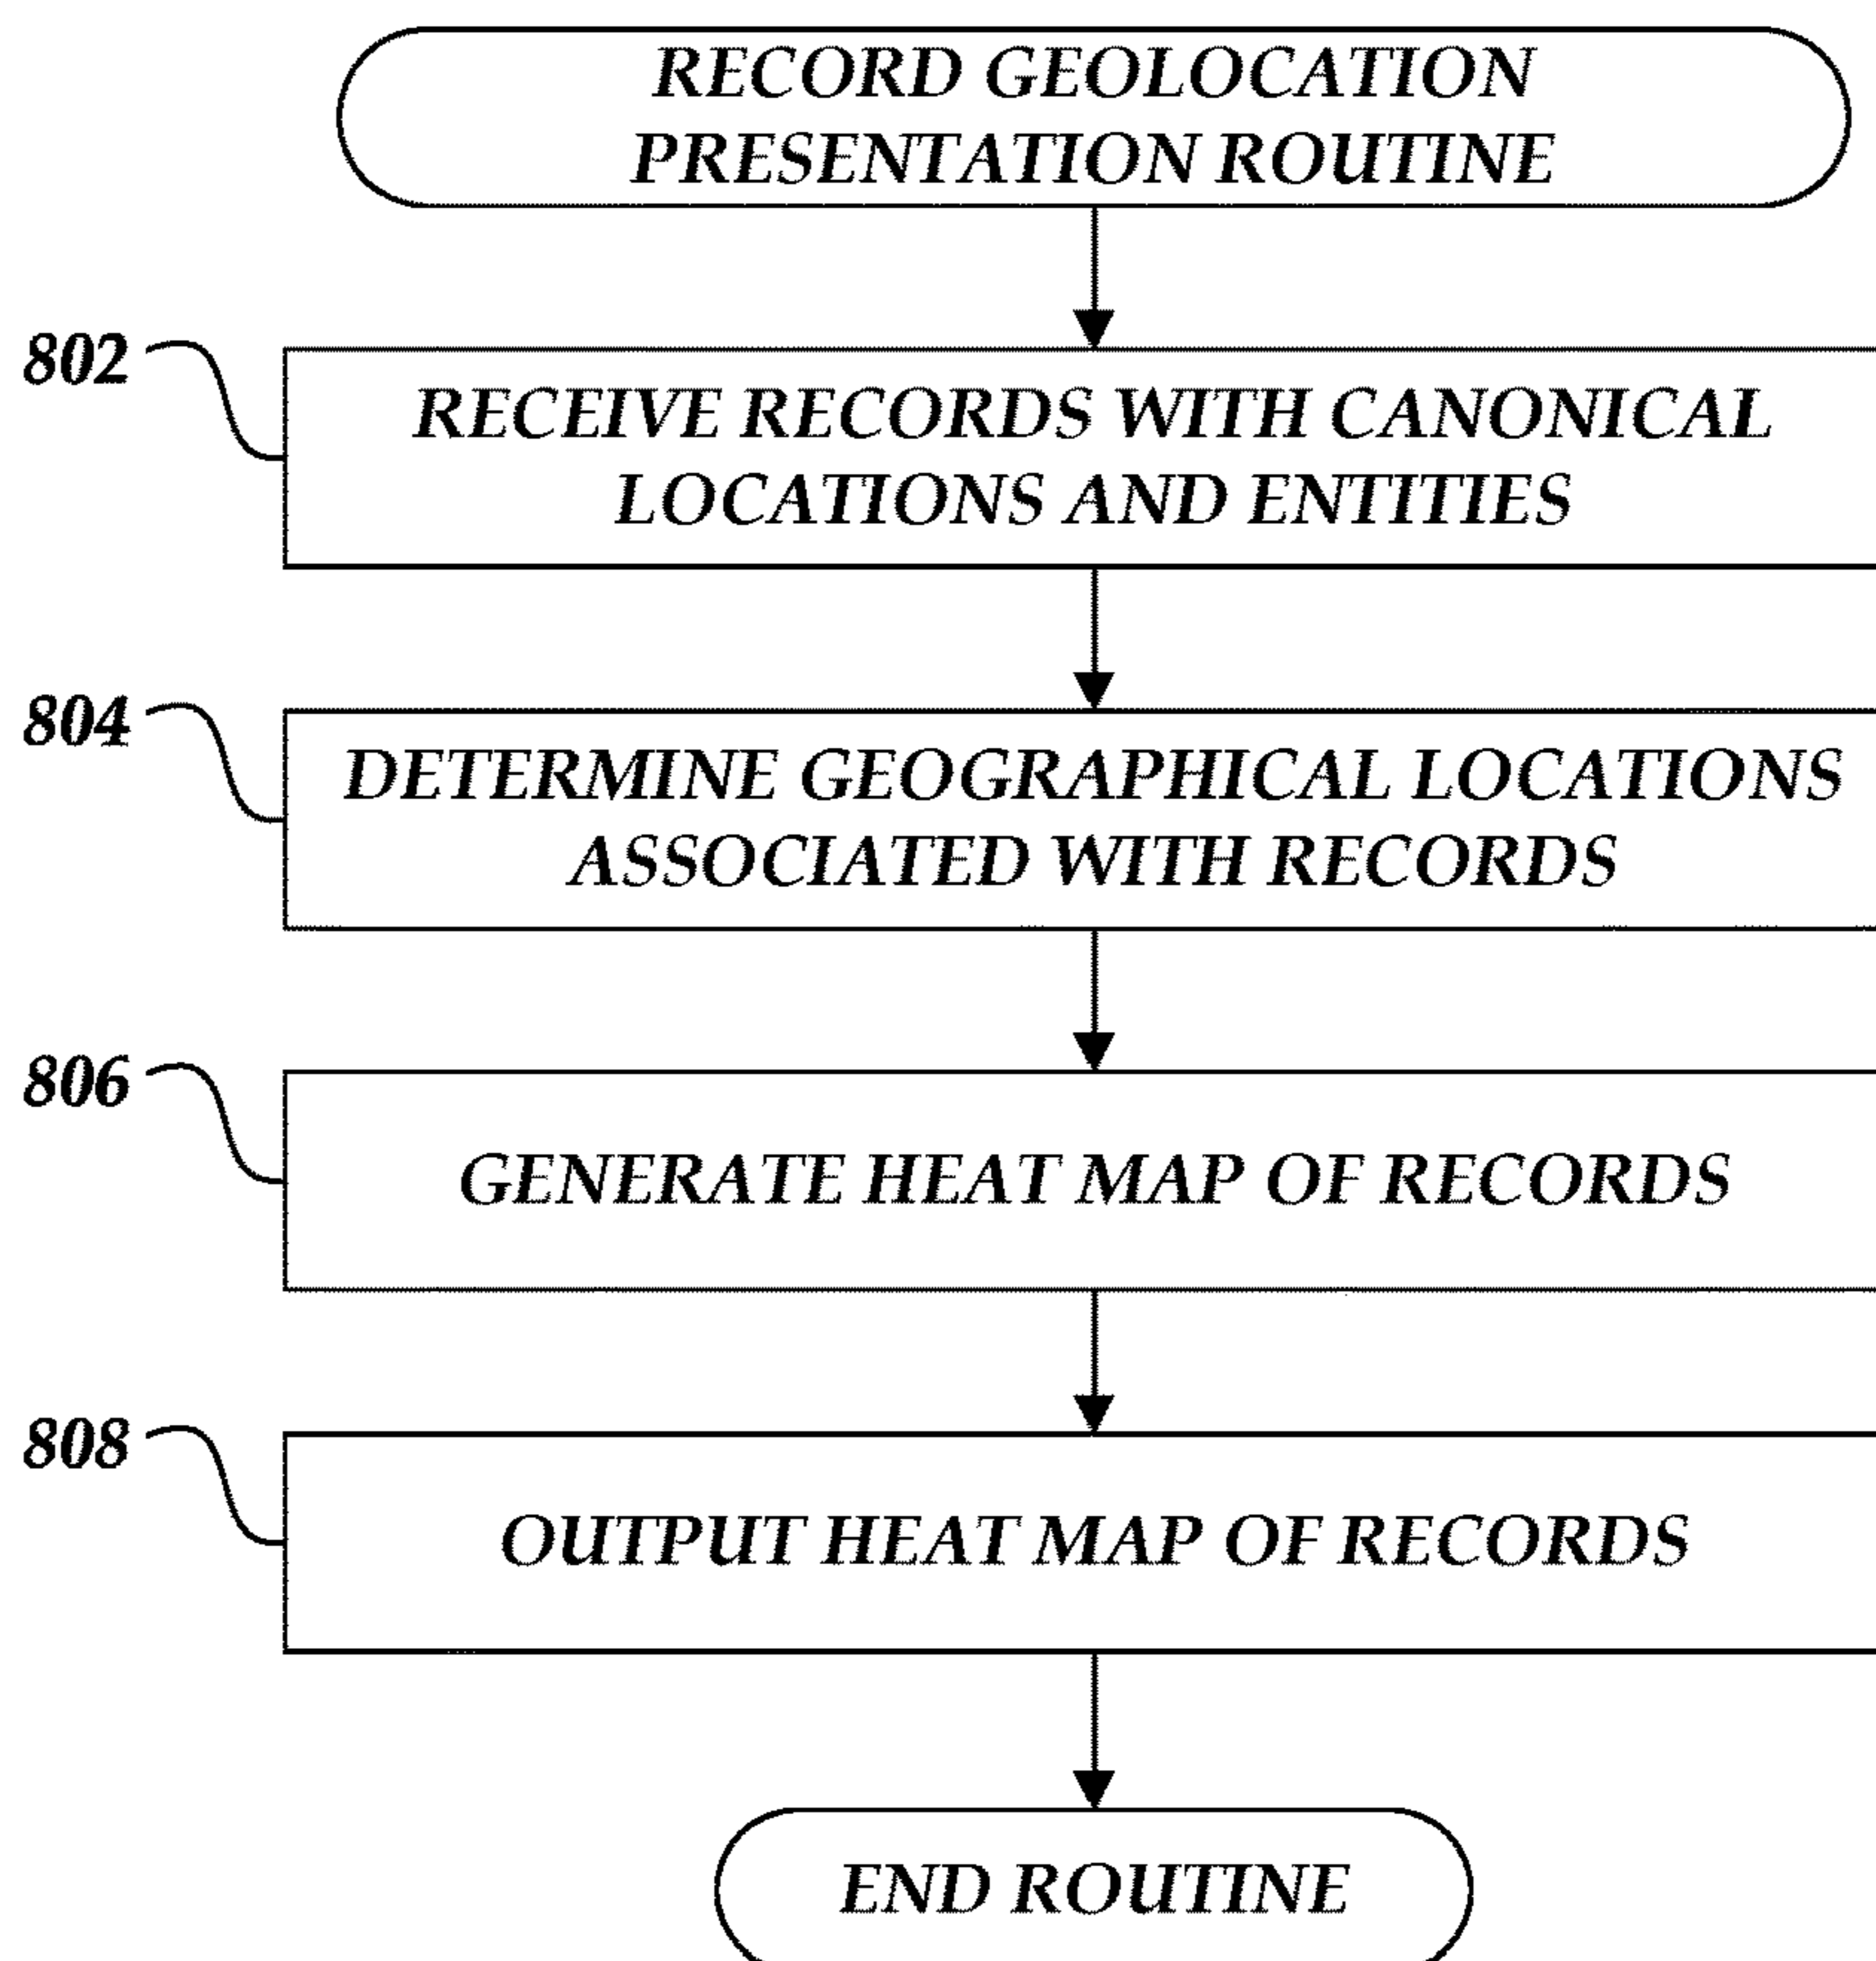 RECORD GEOLOCATION
PRESENTATION ROUTINE
802
RECEIVE RECORDS WITH CANONICAL
LOCATIONS AND ENTITIES
804
DETERMINE GEOGRAPHICAL LOCATIONS
ASSOCIATED WITH RECORDS
806
GENERATE HEAT MAP OF RECORDS
808
OUTPUT HEAT MAP OF RECORDS
END ROUTINE